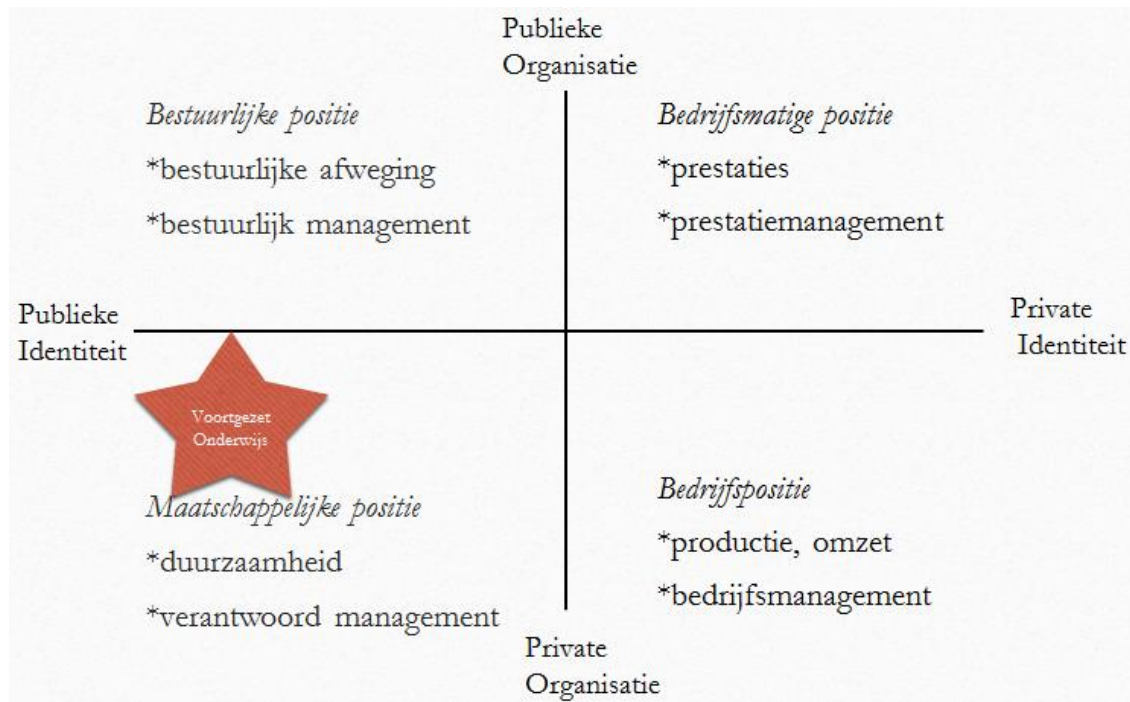 Publieke
Organisatie
Bestuurlijke positie
*bestuurlijke afweging
*bestuurlijk management
Bedrijfsmatige positie
*prestaties
*prestatiemanagement
Publieke
Identiteit
Private
Identiteit
Voortgezet
Onderwijs
Maatschappelijke positie
*duurzaamheid
*verantwoord management
Bedrijfspositie
*productie, omzet
*bedrijfsmanagement
Private
Organisatie